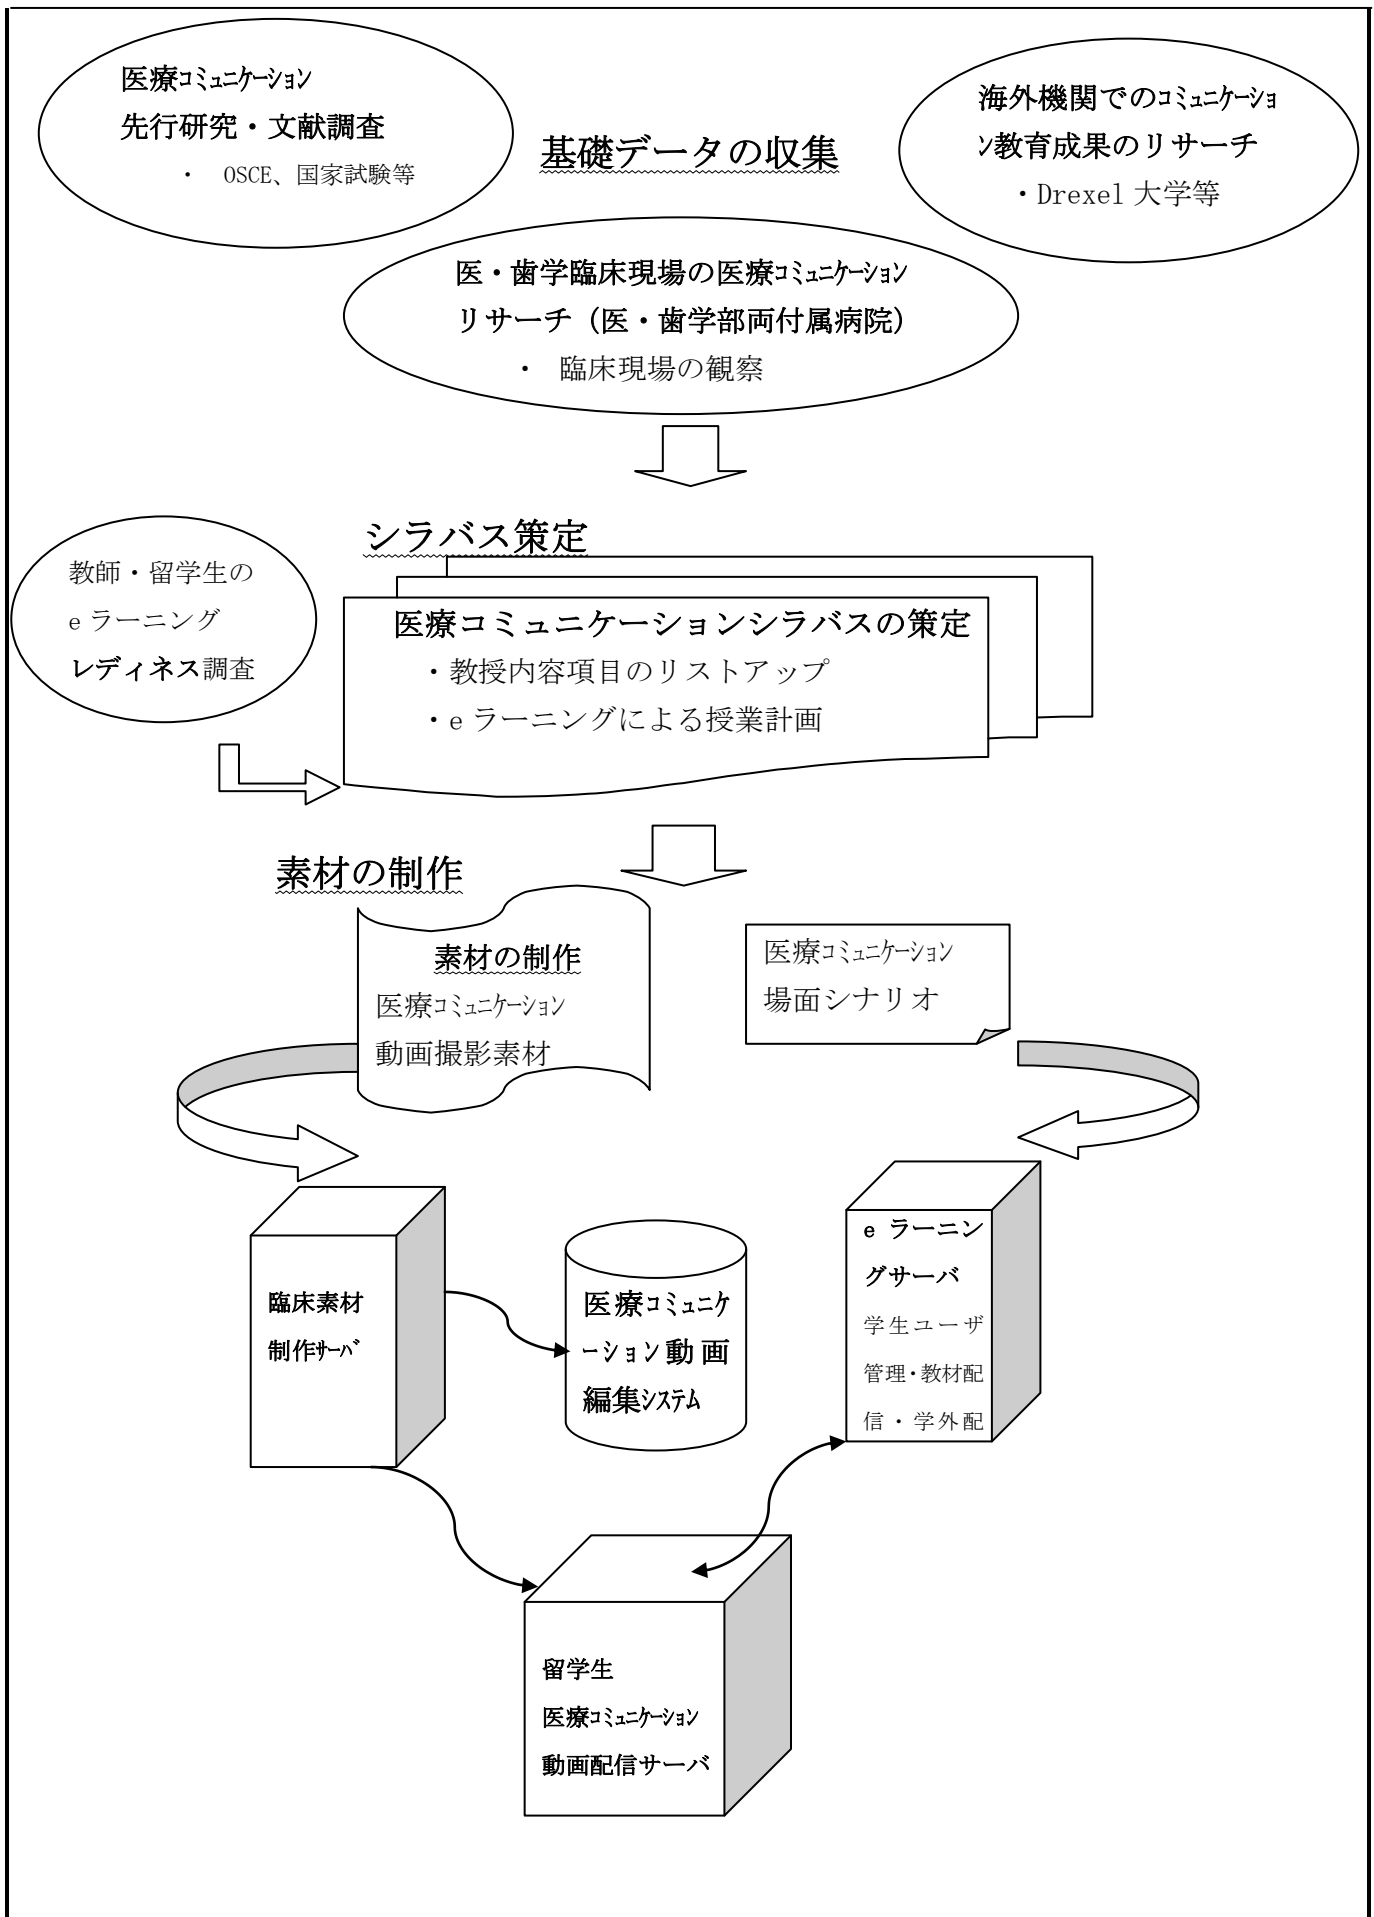 医療ｺﾐｭﾆｹｰｼｮﾝ
先行研究・文献調査
・ OSCE、国家試験等
基礎データの収集
海外機関でのｺﾐｭﾆｹｰｼｮ
ﾝ教育成果のリサーチ
・Drexel 大学等
医・歯学臨床現場の医療ｺﾐｭﾆｹｰｼｮﾝ
リサーチ（医・歯学部両付属病院）
・ 臨床現場の観察
シラバス策定
教師・留学生の
e ラーニング
レディネス調査
医療コミュニケーションシラバスの策定
・教授内容項目のリストアップ
・e ラーニングによる授業計画
素材の制作
素材の制作
医療ｺﾐｭﾆｹｰｼｮﾝ
動画撮影素材
医療ｺﾐｭﾆｹｰｼｮﾝ
場面シナリオ
臨床素材
制作ｻｰﾊﾞ
医療ｺﾐｭﾆｹ
ｰｼｮﾝ動画
編集ｼｽﾃﾑ
e ラーニン
グサーバ
学生ユーザ
管理・教材配
信・学外配
留学生
医療ｺﾐｭﾆｹｰｼｮﾝ
動画配信サーバ